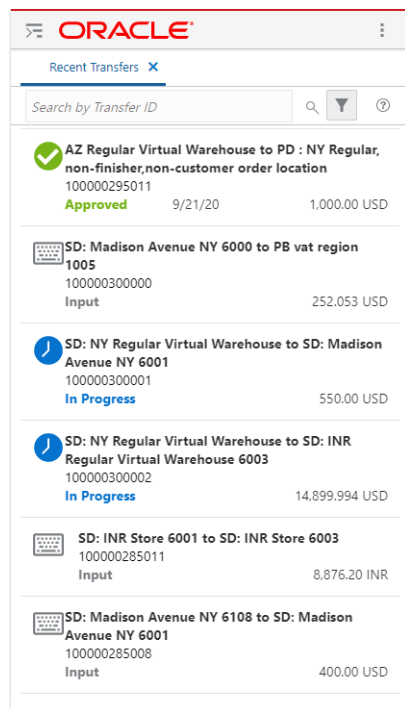 ORACLE
Recent Transfers
Search by Transfer ID
AZ Regular Virtual Warehouse to PD : NY Regular,
non-finisher,non-customer order location
100000295011
Approved 9/21/20 1,000.00 USD
SD: Madison Avenue NY 6000 to PB vat region
1005
100000300000
Input 252.053 USD
SD: NY Regular Virtual Warehouse to SD: Madison
Avenue NY 6001
100000300001
In Progress 550.00 USD
SD: NY Regular Virtual Warehouse to SD: INR
Regular Virtual Warehouse 6003
100000300002
In Progress 14,899.994 USD
SD: INR Store 6001 to SD: INR Store 6003
100000285011
Input 8,876.20 INR
SD: Madison Avenue NY 6108 to SD: Madison
Avenue NY 6001
100000285008
Input 400.00 USD